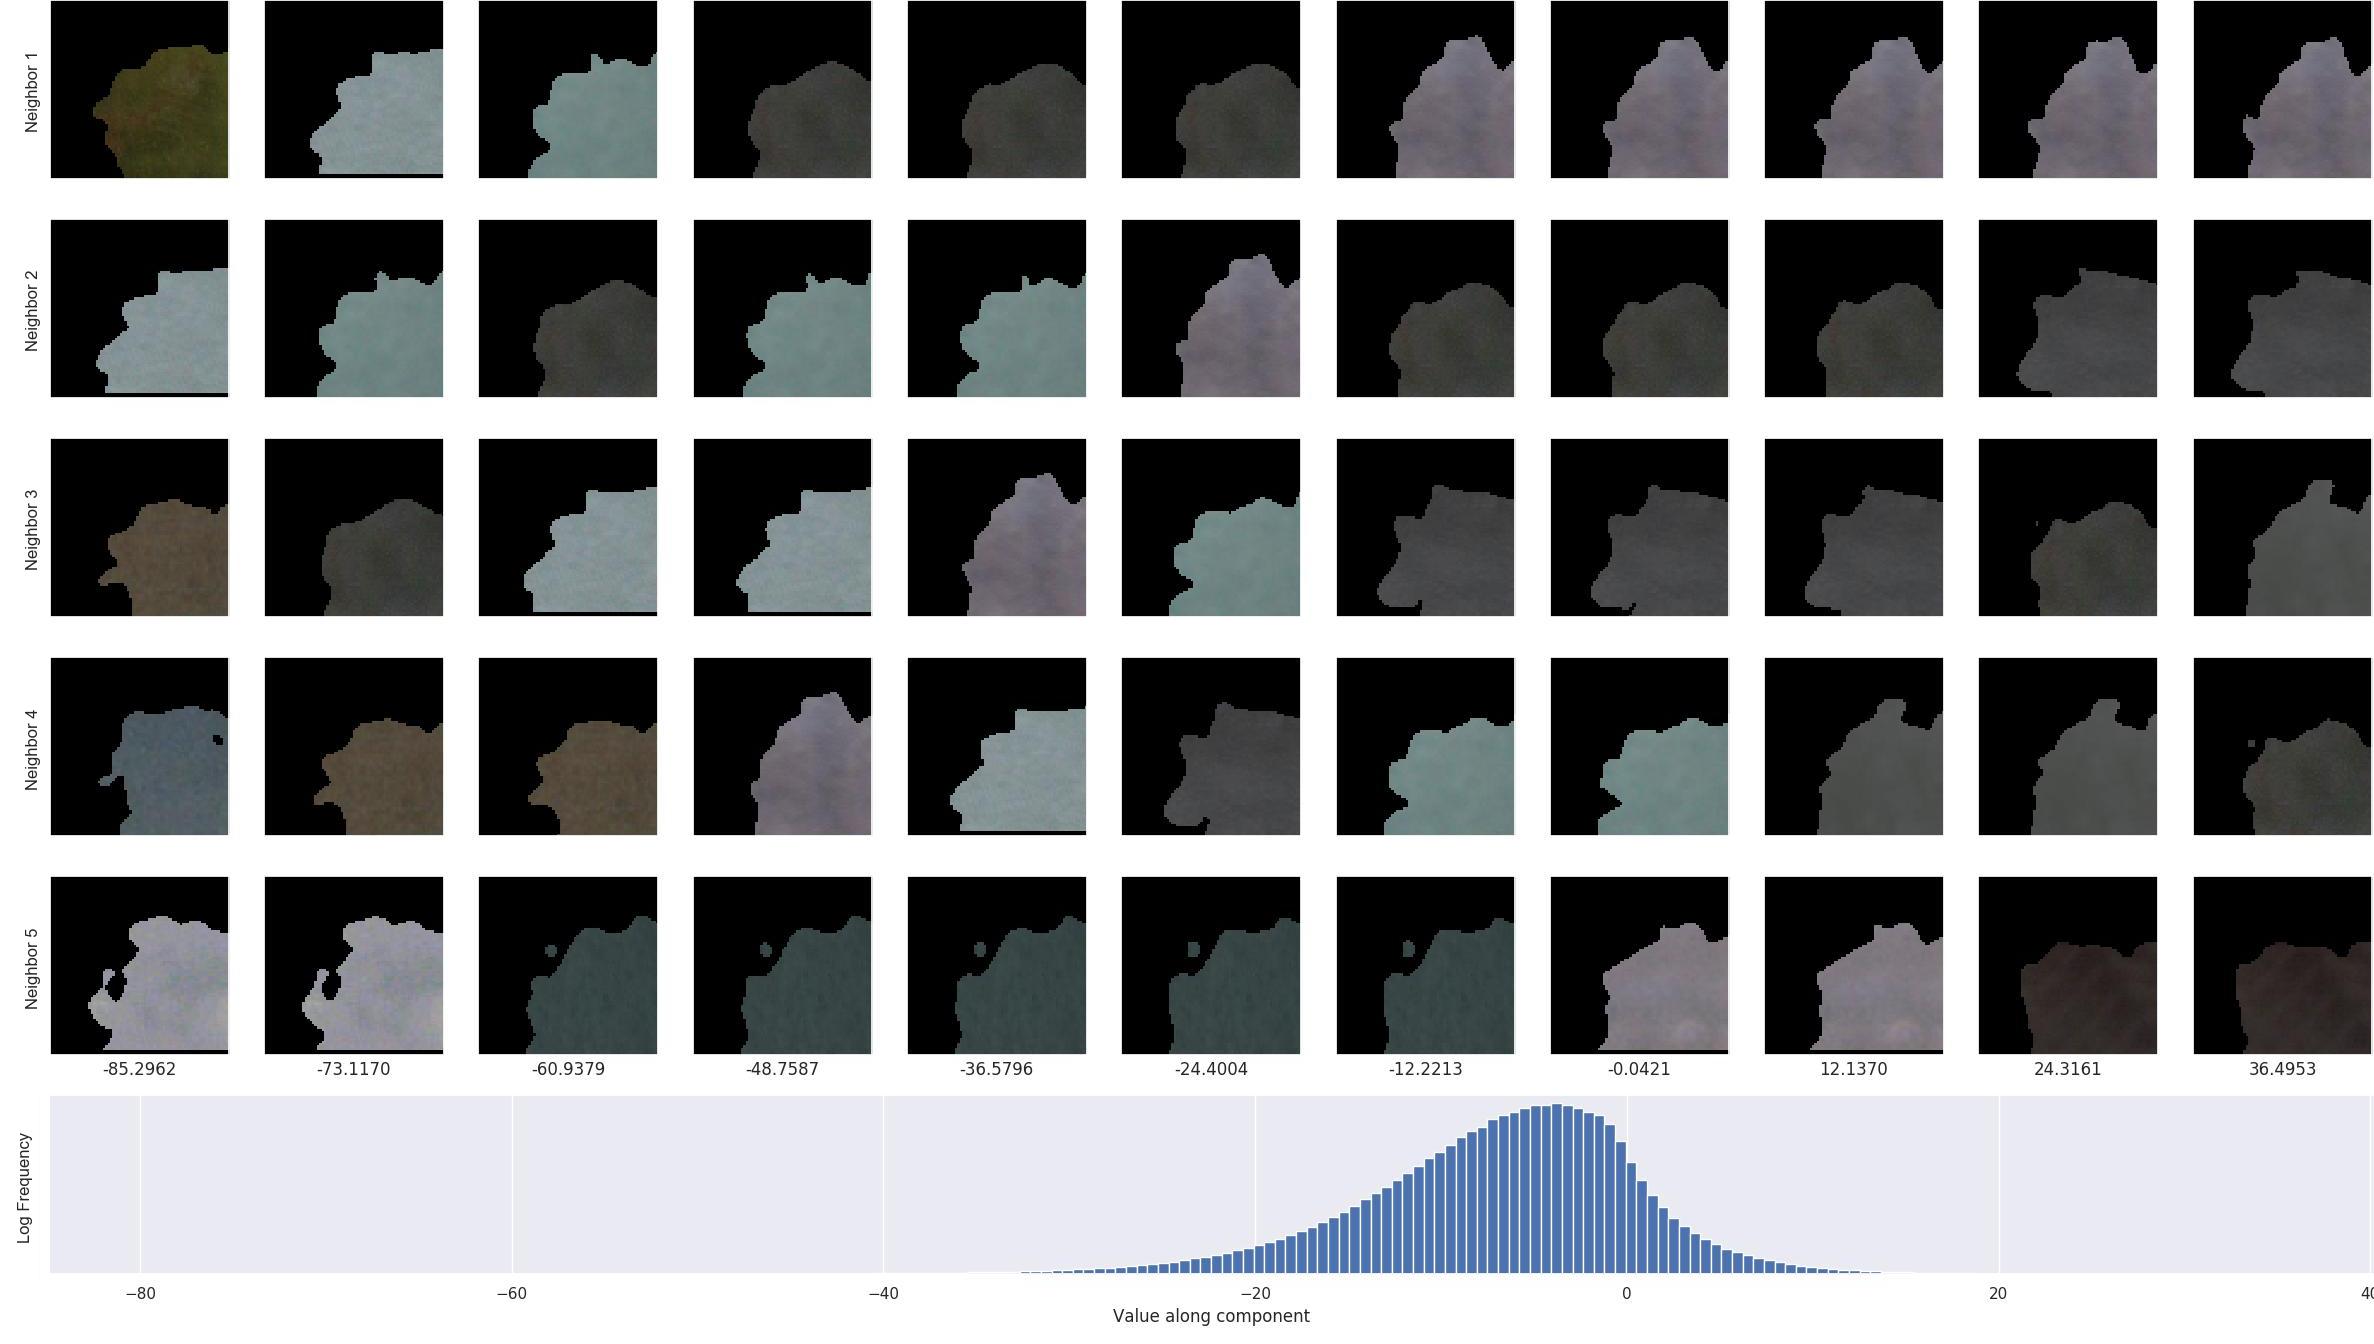 Neighbor 1
Neighbor 2
Neighbor 3
Neighbor 4
Neighbor 5
-85.2962 -73.1170 -60.9379 -48.7587 -36.5796 -24.4004 -12.2213 -0.0421 12.1370 24.3161 36.4953
Log Frequency
−80 −60 −40 −20 0 20
Value along component